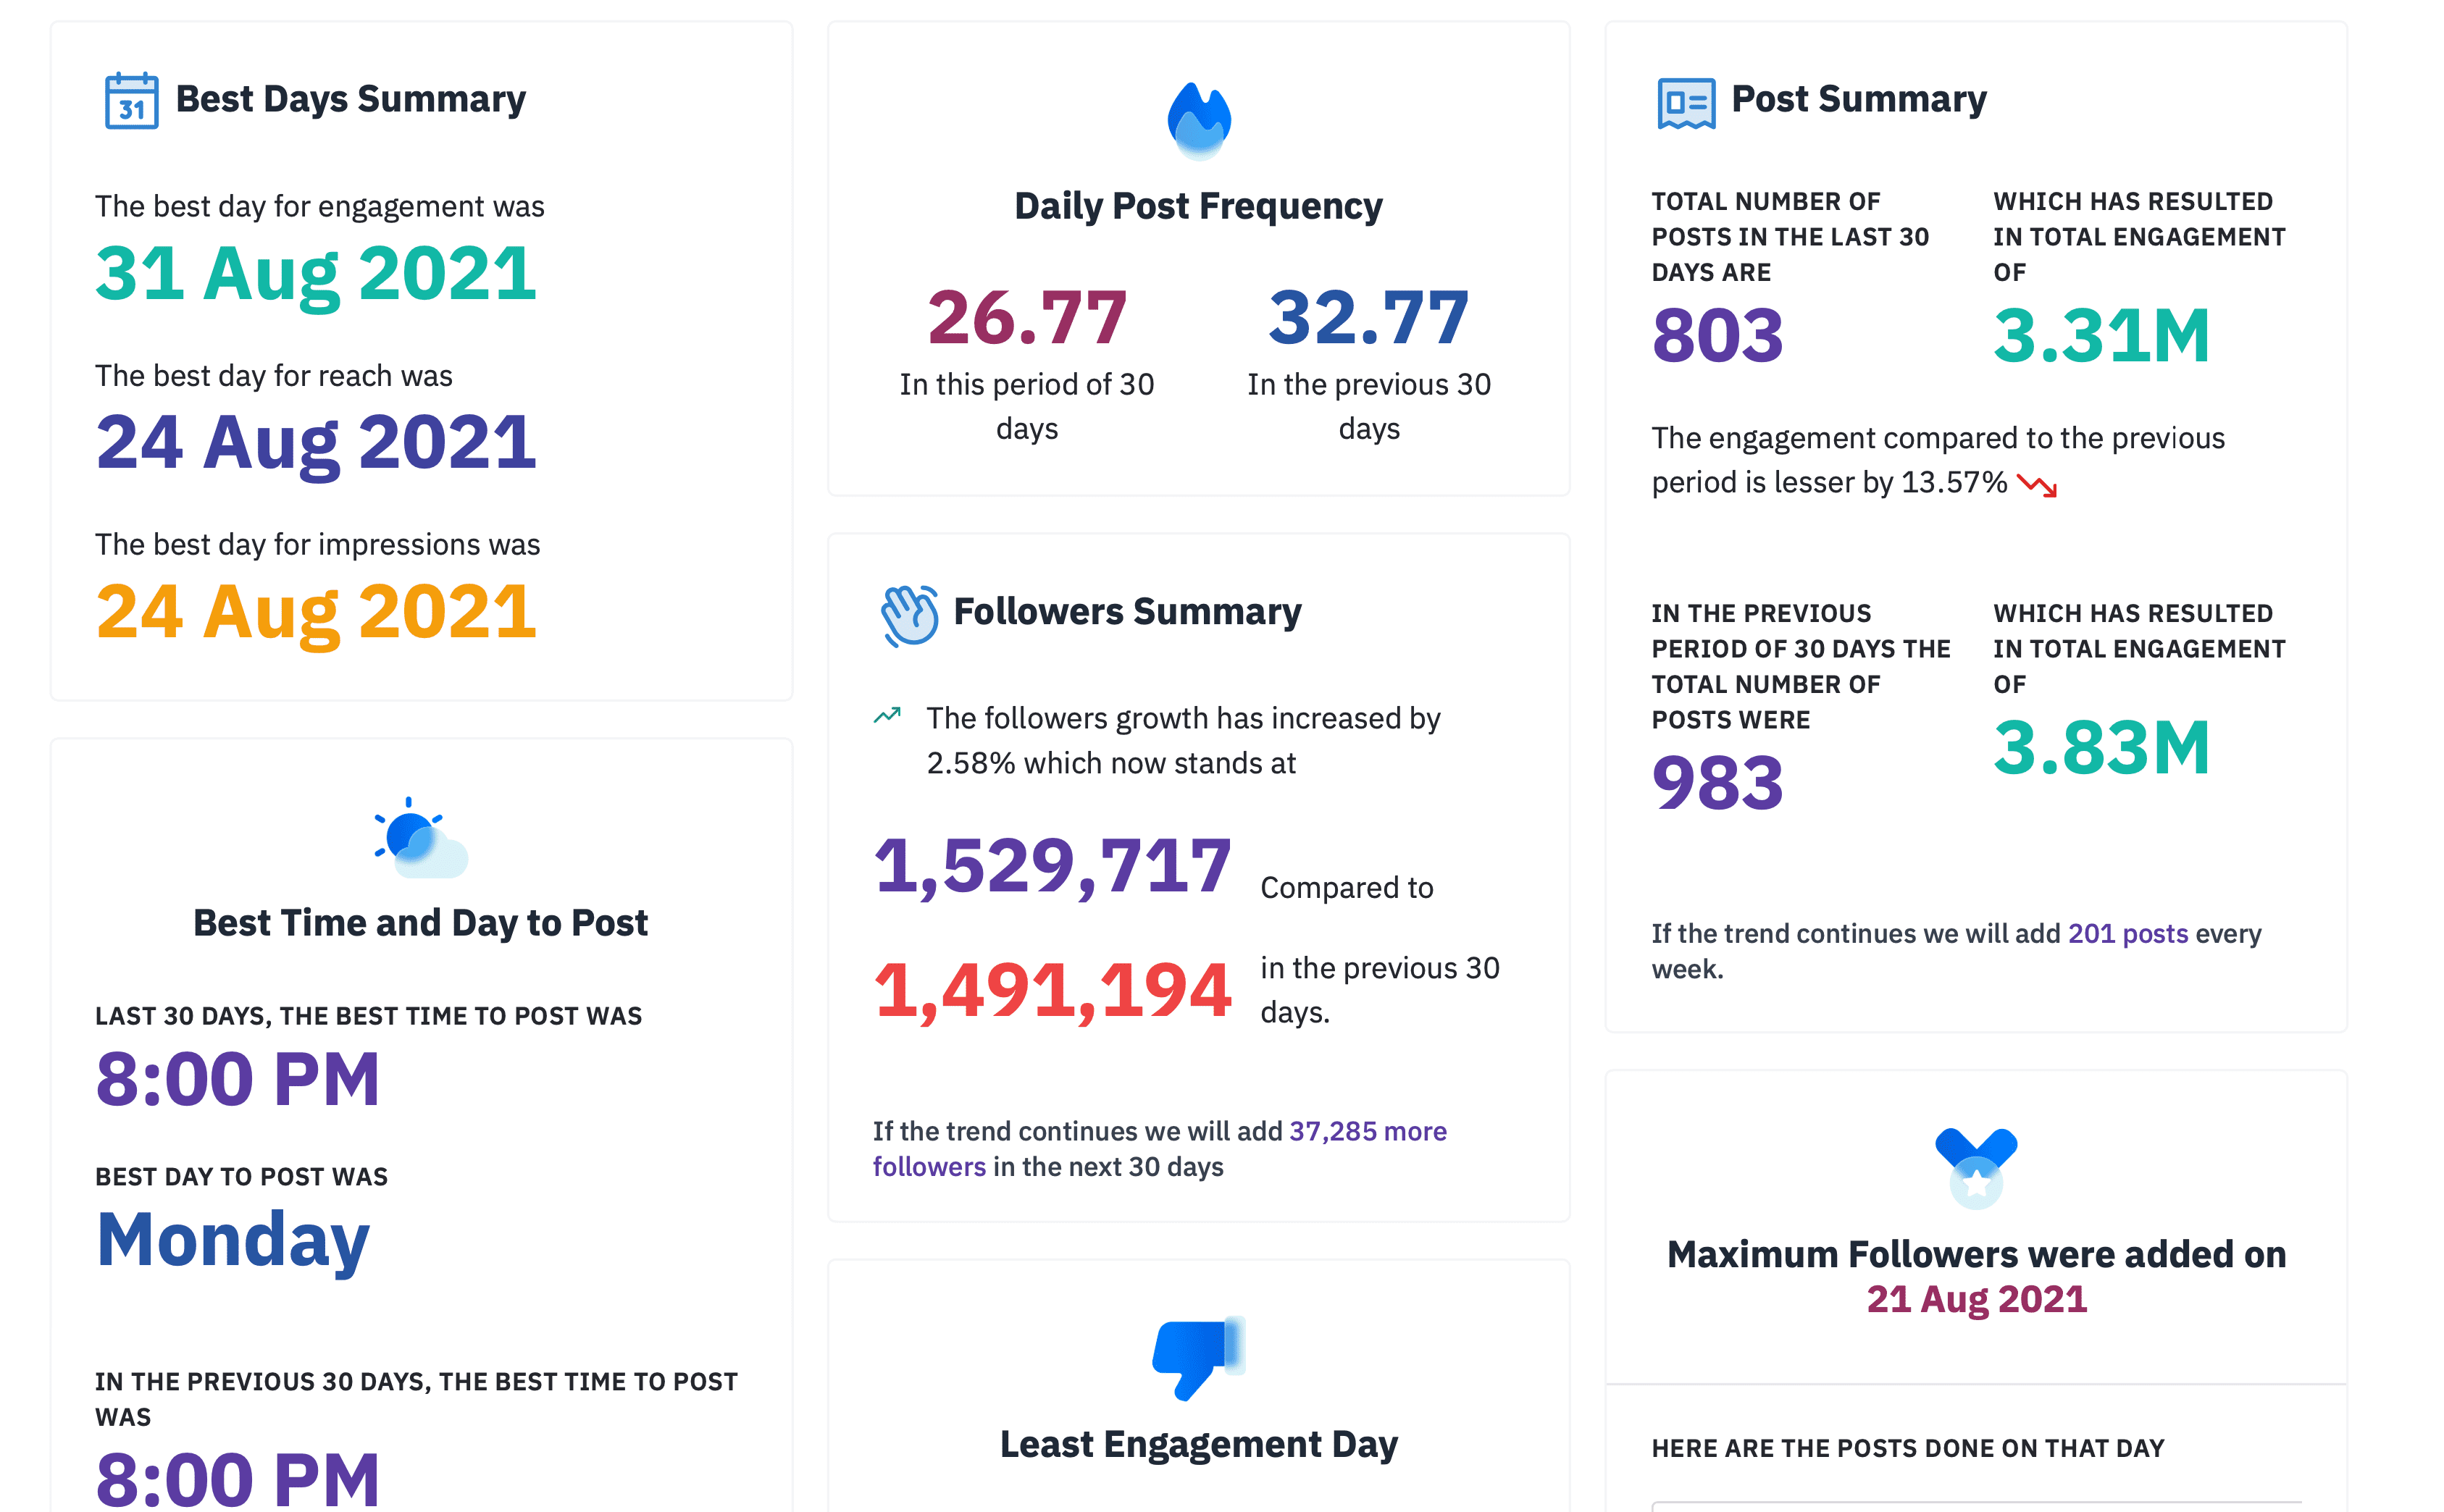 31
Best Days Summary
The best day for engagement was
31 Aug 2021
The best day for reach was
24 Aug 2021
The best day for impressions was
24 Aug 2021
Best Time and Day to Post
LAST 30 DAYS, THE BEST TIME TO POST WAS
8:00 PM
BEST DAY TO POST WAS
Monday
IN THE PREVIOUS 30 DAYS, THE BEST TIME TO POST
WAS
8:00 PM
Daily Post Frequency
26.77
In this period of 30
days
32.77
In the previous 30
days
Followers Summary
The followers growth has increased by
2.58% which now stands at
1,529,717 Compared to
1,491,194 in the previous 30
days.
If the trend continues we will add 37,285 more
followers in the next 30 days
Least Engagement Day
Post Summary
TOTAL NUMBER OF
POSTS IN THE LAST 30
DAYS ARE
803
WHICH HAS RESULTED
IN TOTAL ENGAGEMENT
OF
3.31M
The engagement compared to the previous
period is lesser by 13.57%
IN THE PREVIOUS
PERIOD OF 30 DAYS THE
TOTAL NUMBER OF
POSTS WERE
983
WHICH HAS RESULTED
IN TOTAL ENGAGEMENT
OF
3.83M
If the trend continues we will add 201 posts every
week.
Maximum Followers were added on
21 Aug 2021
HERE ARE THE POSTS DONE ON THAT DAY